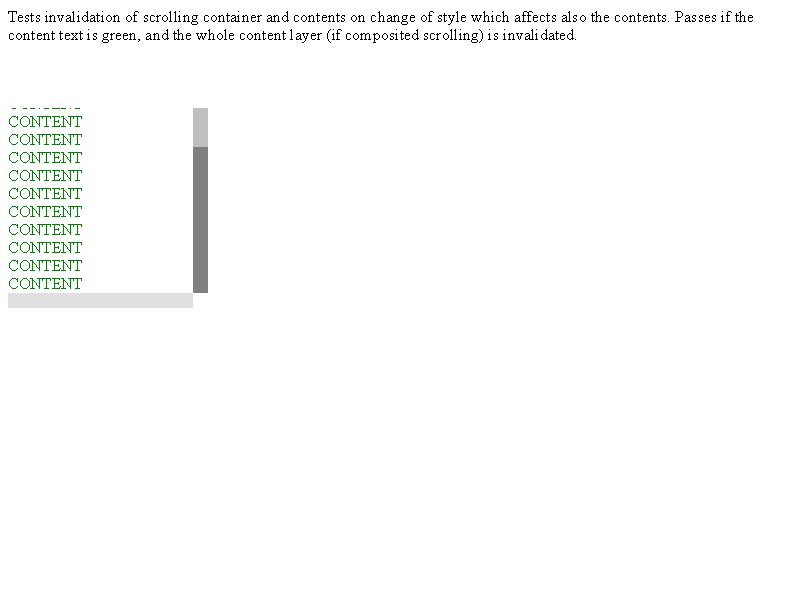 Tests invalidation of scrolling container and contents on change of style which affects also the contents. Passes if the
content text is green, and the whole content layer (if composited scrolling) is invalidated.
CONTENT
CONTENT
CONTENT
CONTENT
CONTENT
CONTENT
CONTENT
CONTENT
CONTENT
CONTENT